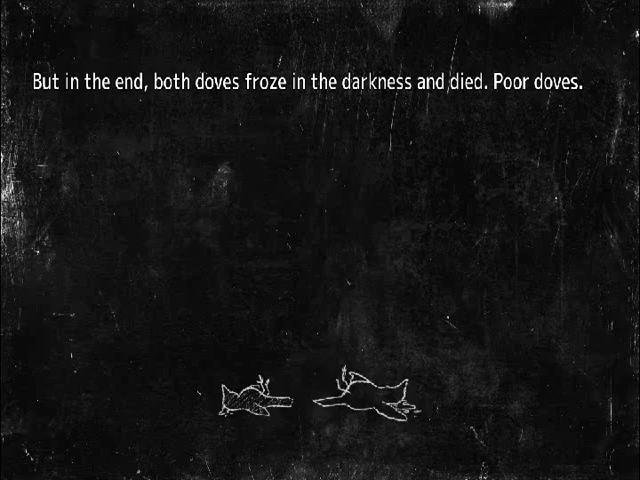 But in the end, both doves froze in the darkness and died. Poor doves.